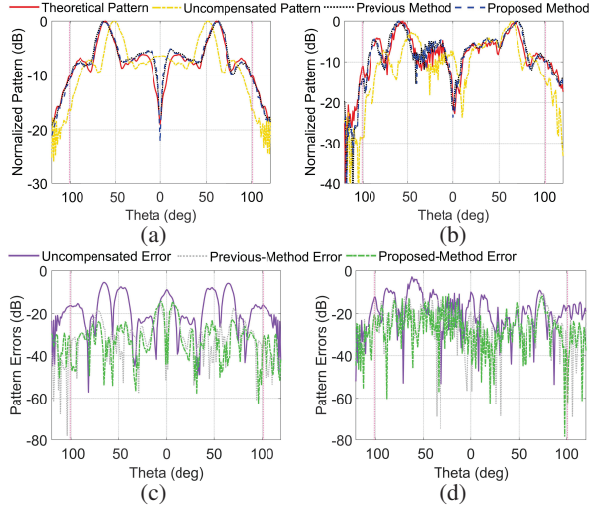 Theoretical Pattern Uncompensated Pattern Previous Method Proposed Method
0
-10
-20
-30
Normalized Pattern (dB)
100 50 0 50 100
Theta (deg)
(a)
0
-10
-20
-30
-40
Normalized Pattern (dB)
100 50 0 50 100
Theta (deg)
(b)
Uncompensated Error Previous-Method Error Proposed-Method Error
0
-20
-40
-60
-80
Pattern Errors (dB)
100 50 0 50 100
Theta (deg)
(c)
0
-20
-40
-60
-80
Pattern Errors (dB)
100 50 0 50 100
Theta (deg)
(d)